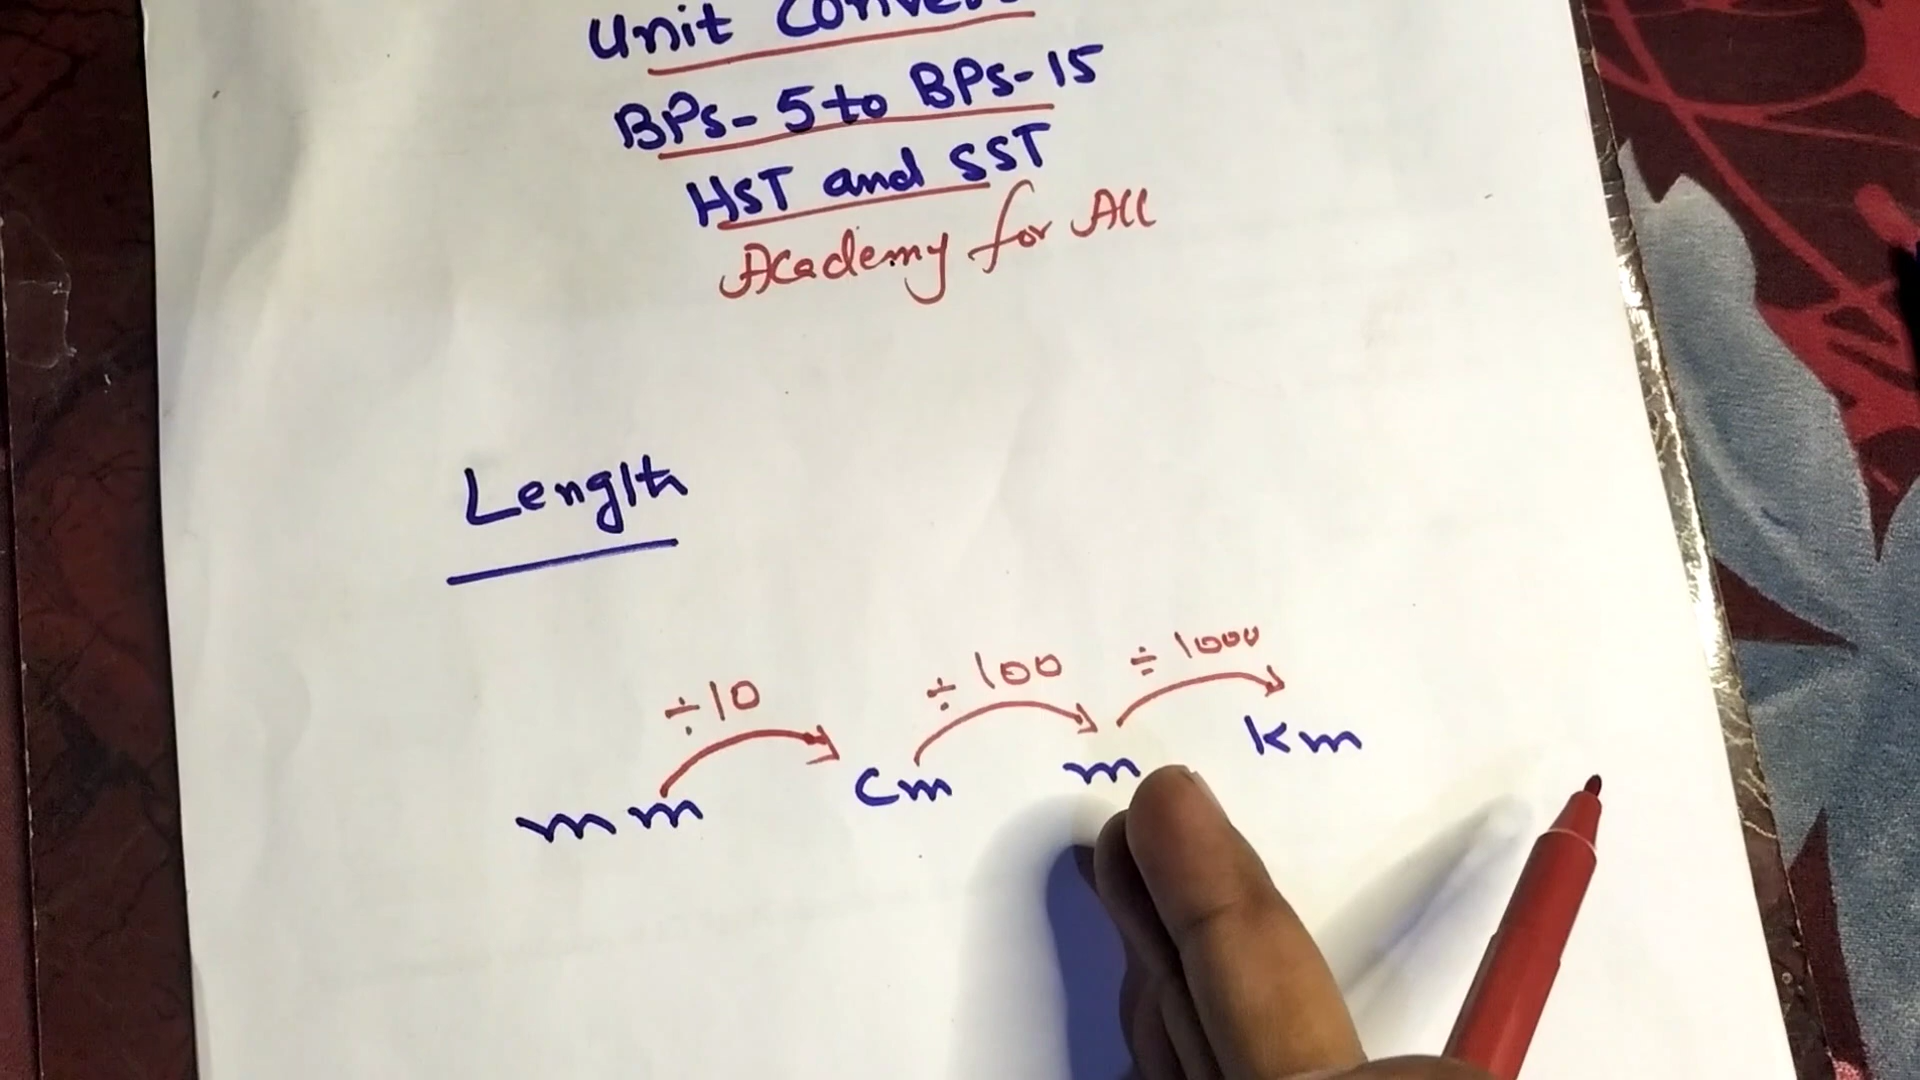 Unit Conver
BPS-5 to BPS-15
HST and SST
Academy for All
Length
÷10 ÷100 ÷1000
mm cm m km